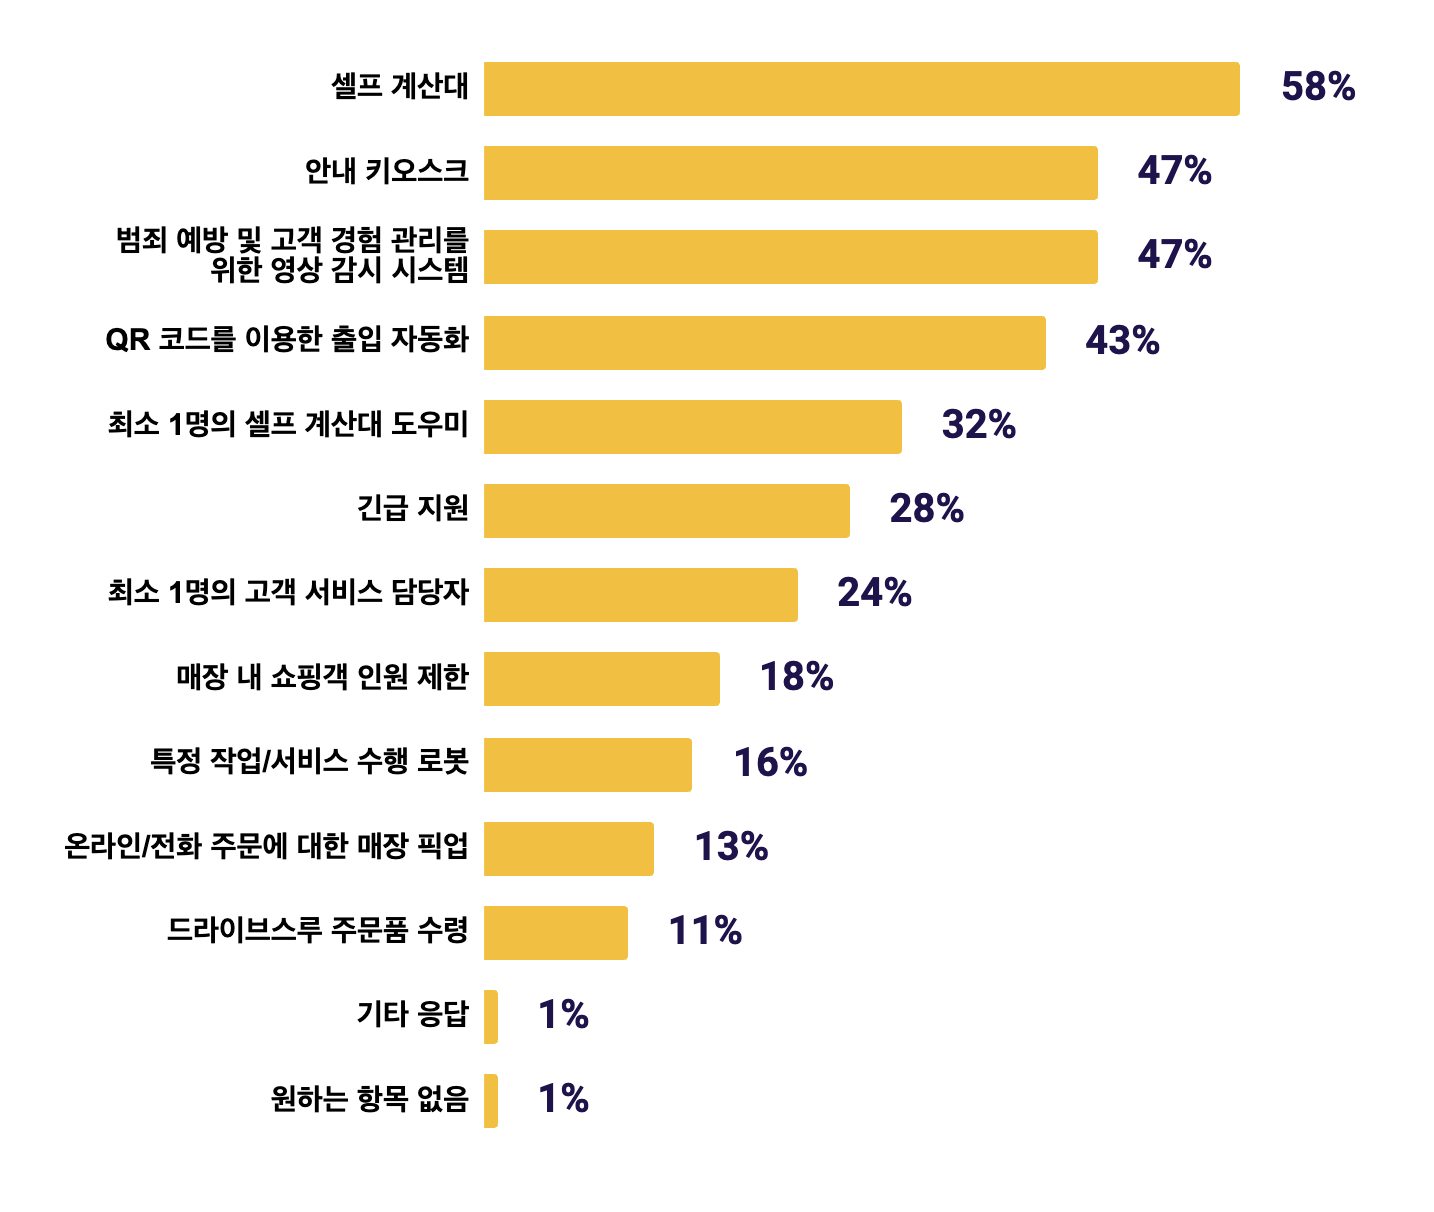 셀프 계산대 58%
안내 키오스크 47%
범죄 예방 및 고객 경험 관리를
위한 영상 감시 시스템 47%
QR 코드를 이용한 출입 자동화 43%
최소 1명의 셀프 계산대 도우미 32%
긴급 지원 28%
최소 1명의 고객 서비스 담당자 24%
매장 내 쇼핑객 인원 제한 18%
특정 작업/서비스 수행 로봇 16%
온라인/전화 주문에 대한 매장 픽업 13%
드라이브스루 주문품 수령 11%
기타 응답 1%
원하는 항목 없음 1%